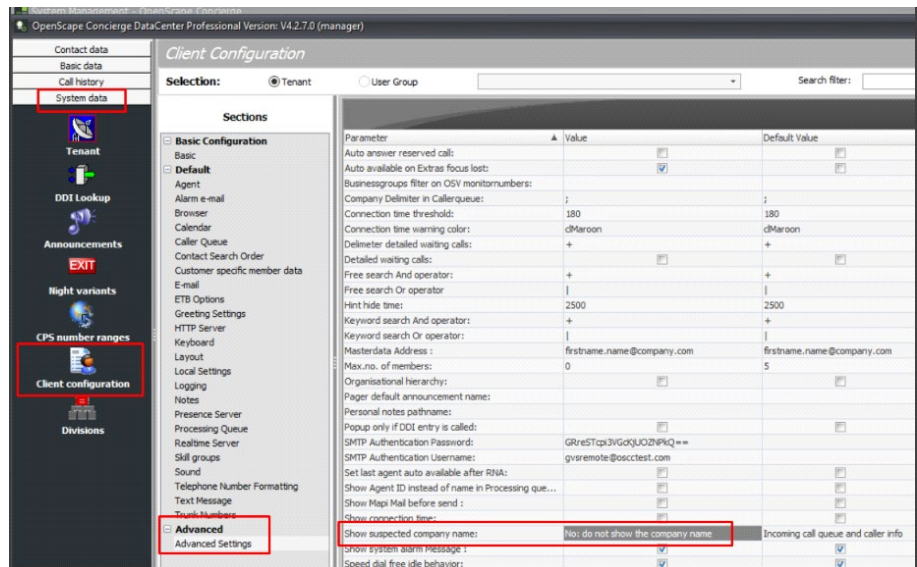 System Management - OpenScape Concierge
OpenScape Concierge DataCenter Professional Version: V4.2.7.0 (manager)
Contact data
Basic data
Call history
System data
Tenant
DDI Lookup
Announcements
EXIT
Night variants
CPS number ranges
Client configuration
Divisions
Client Configuration
Selection: Tenant User Group Search filter:
Sections
Basic Configuration
Basic
Default
Agent
Alarm e-mail
Browser
Calendar
Caller Queue
Contact Search Order
Customer specific member data
E-mail
ETB Options
Greeting Settings
HTTP Server
Keyboard
Layout
Local Settings
Logging
Notes
Presence Server
Processing Queue
Realtime Server
Skill groups
Sound
Telephone Number Formatting
Text Message
Trunk Numbers
Advanced
Advanced Settings
Parameter Value Default Value
Auto answer reserved call:
Auto available on Extras focus lost:
Businessgroups filter on OSV monitornumbers:
Company Delimiter in Callerqueue: ; ;
Connection time threshold: 180 180
Connection time warning color: clMaroon clMaroon
Delimeter detailed waiting calls: + +
Detailed waiting calls:
Free search And operator: + +
Free search Or operator | |
Hint hide time: 2500 2500
Keyword search And operator: + +
Keyword search Or operator: | |
Masterdata Address : firstname.name@company.com firstname.name@company.com
Max.no. of members: 0 5
Organisational hierarchy:
Pager default announcement name:
Personal notes pathname:
Popup only if DDI entry is called:
SMTP Authentication Password:
SMTP Authentication Username: gvsremote@oscctest.com
Set last agent auto available after RNA:
Show Agent ID instead of name in Processing que...
Show Mapi Mail before send :
Show connection time:
Show suspected company name: No: do not show the company name Incoming call queue and caller info
Show system alarm Message :
Speed dial free idle behavior: